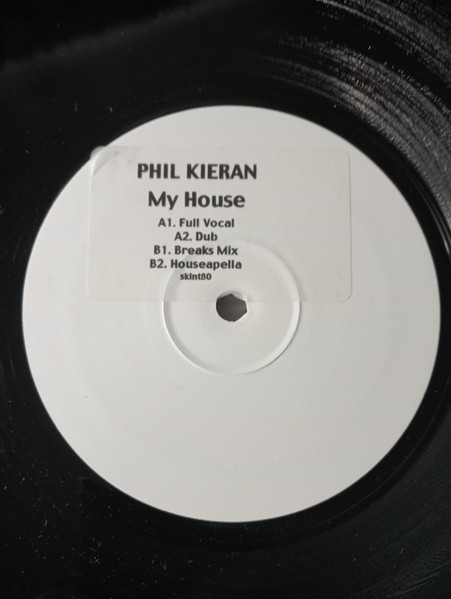 PHIL KIERAN
My House
A1. Full Vocal
A2. Dub
B1. Breaks Mix
B2. Houseapella
skint80